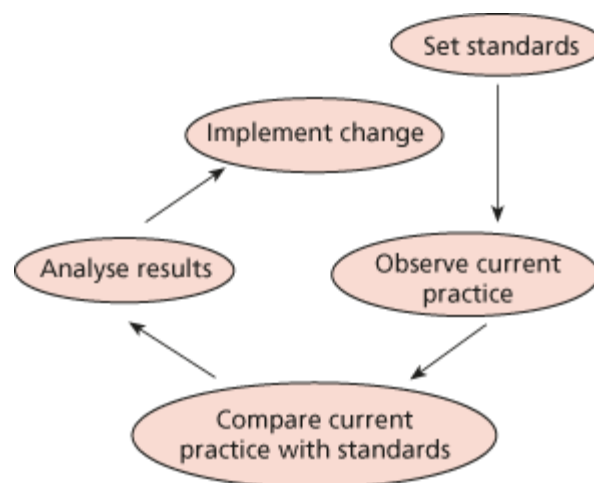 Set standards
Implement change
Analyse results
Observe current
practice
Compare current
practice with standards